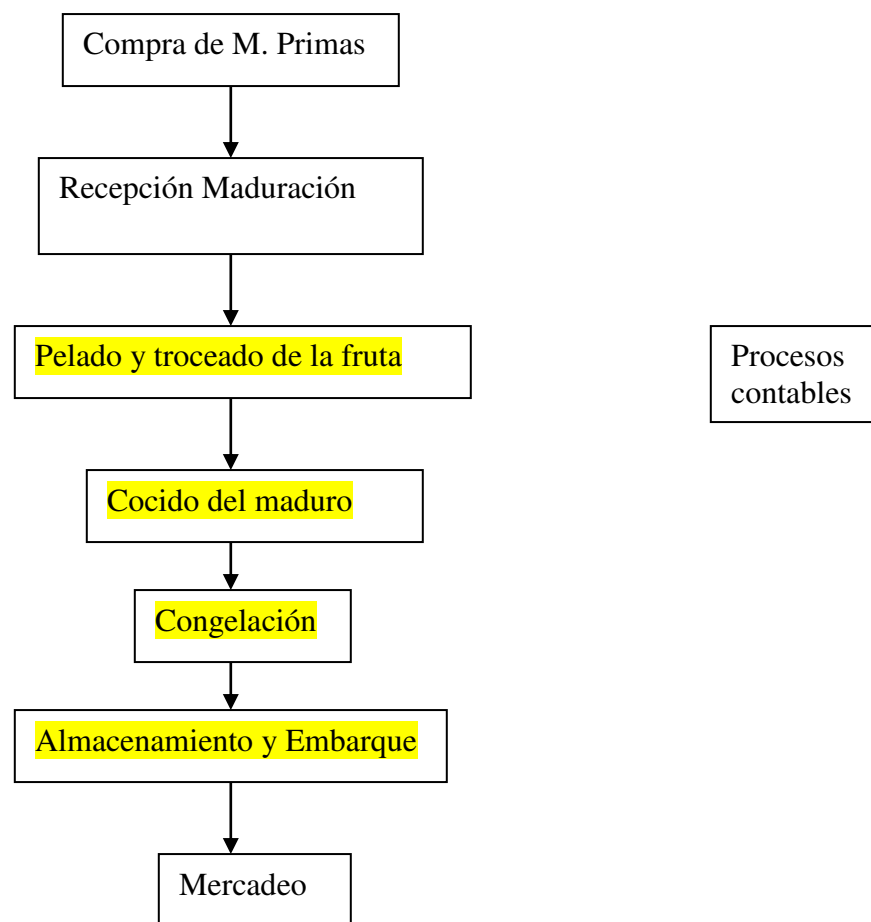 Compra de M. Primas
Recepción Maduración
Pelado y troceado de la fruta
Procesos
contables
Cocido del maduro
Congelación
Almacenamiento y Embarque
Mercadeo